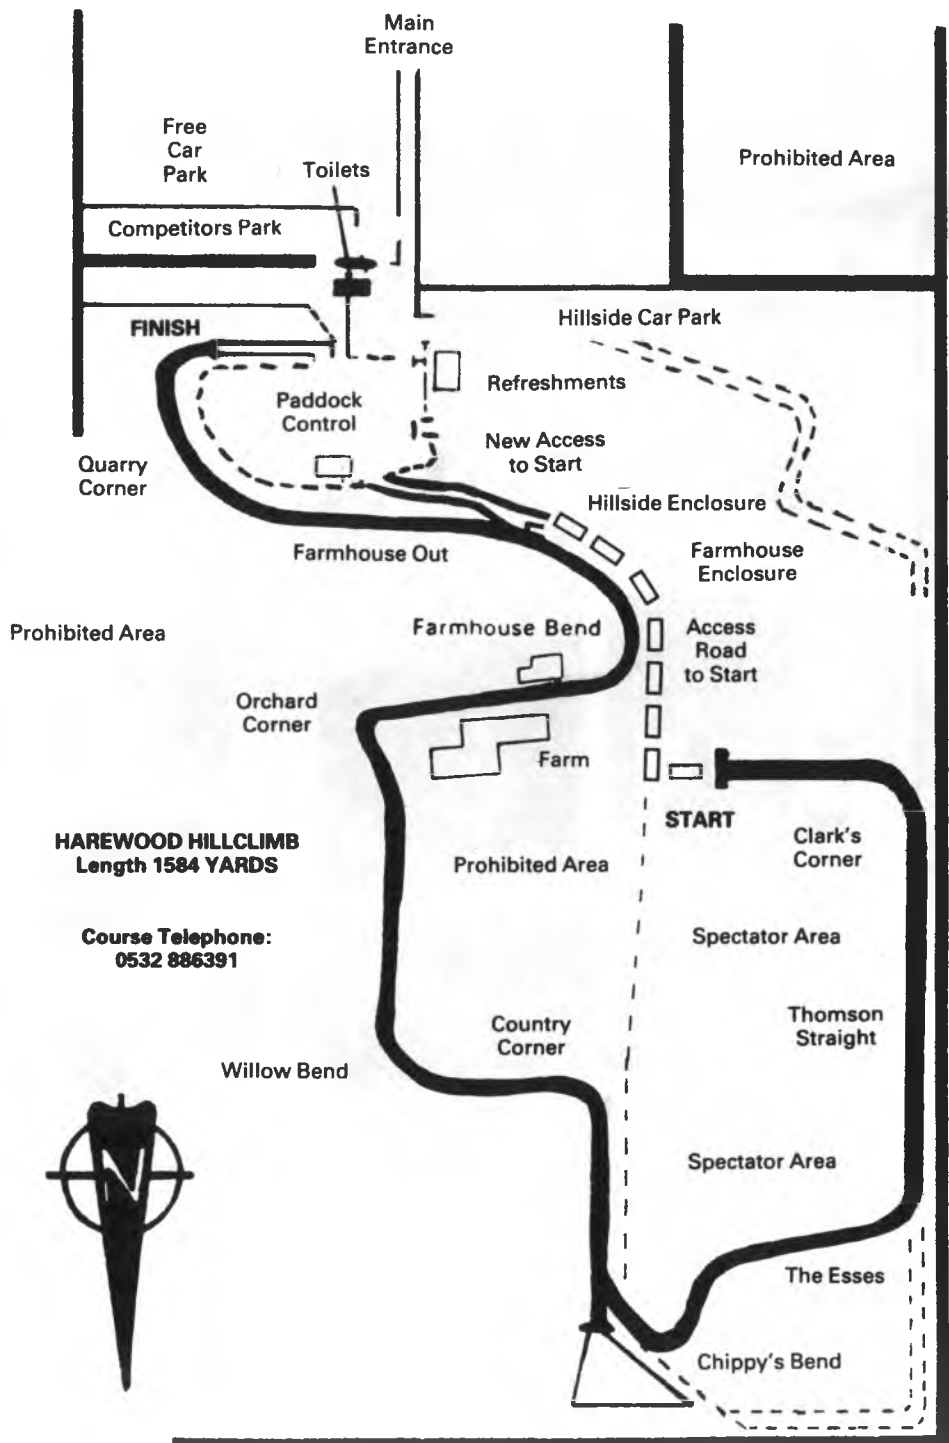 Main
Entrance
Free
Car
Park
Toilets
Prohibited Area
Competitors Park
Hillside Car Park
FINISH
Refreshments
Paddock
Control
New Access
to Start
Quarry
Corner
Hillside Enclosure
Farmhouse Out
Farmhouse
Enclosure
Prohibited Area
Farmhouse Bend
Access
Road
to Start
Orchard
Corner
Farm
START
HAREWOOD HILLCLIMB
Length 1584 YARDS
Clark's
Corner
Prohibited Area
Course Telephone:
0532 886391
Spectator Area
Country
Corner
Thomson
Straight
Willow Bend
N
Spectator Area
The Esses
Chippy's Bend